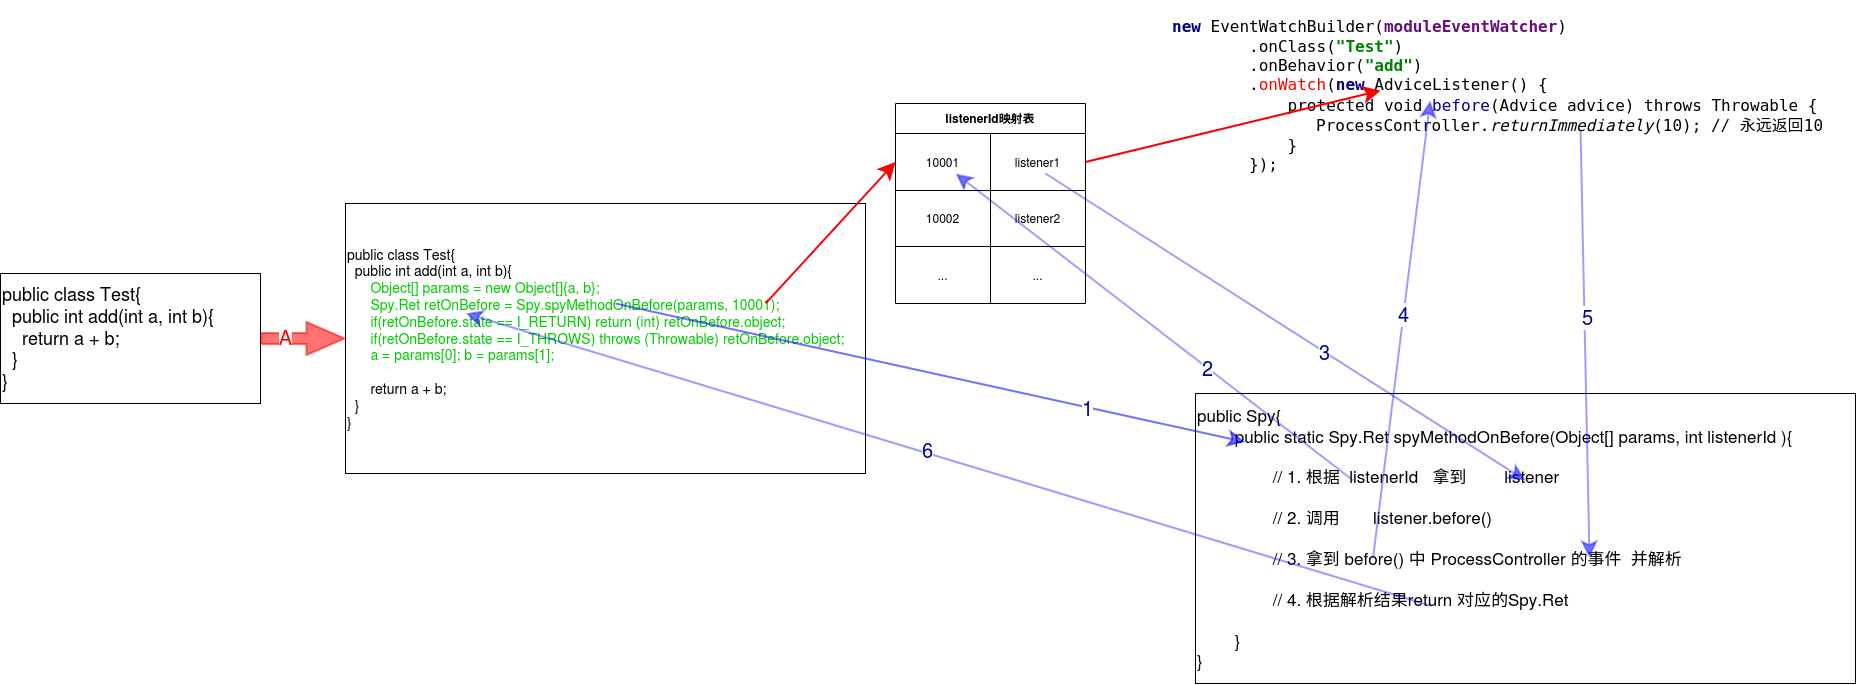 new EventWatchBuilder(moduleEventWatcher)
.onClass("Test")
.onBehavior("add")
.onWatch(new AdviceListener() {
protected void before(Advice advice) throws Throwable {
ProcessController.returnImmediately(10); // 永远返回10
}
});
listenerId映射表
10001 listener1
10002 listener2
... ...
public class Test{
public int add(int a, int b){
return a + b;
}
}
A
public class Test{
public int add(int a, int b){
Object[] params = new Object[]{a, b};
Spy.Ret retOnBefore = Spy.spyMethodOnBefore(params, 10001);
if(retOnBefore.state == I_RETURN) return (int) retOnBefore.object;
if(retOnBefore.state == I_THROWS) throws (Throwable) retOnBefore.object;
a = params[0]; b = params[1];
return a + b;
}
}
1
2
3
4
5
6
public Spy{
public static Spy.Ret spyMethodOnBefore(Object[] params, int listenerId ){
// 1. 根据 listenerId 拿到 listener
// 2. 调用 listener.before()
// 3. 拿到 before() 中 ProcessController 的事件 并解析
// 4. 根据解析结果return 对应的Spy.Ret
}
}